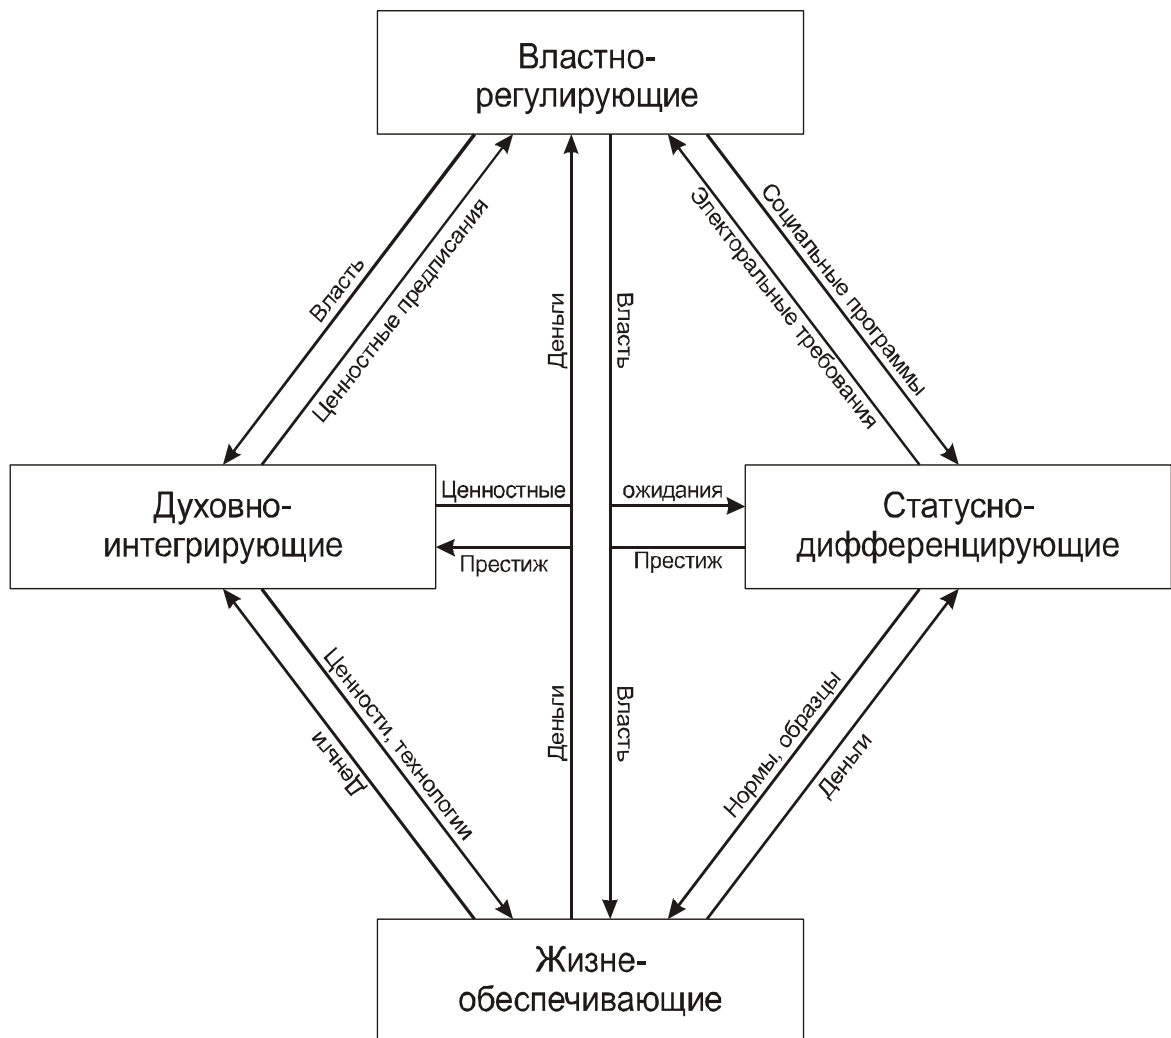 Властно-
регулирующие
Власть
Ценностные предписания
Деньги
Власть
Электоральные требования
Социальные программы
Духовно-
интегрирующие
Ценностные
ожидания
Престиж
Престиж
Статусно-
дифференцирующие
Деньги
Ценности, технологии
Деньги
Власть
Нормы, образцы
Деньги
Жизне-
обеспечивающие